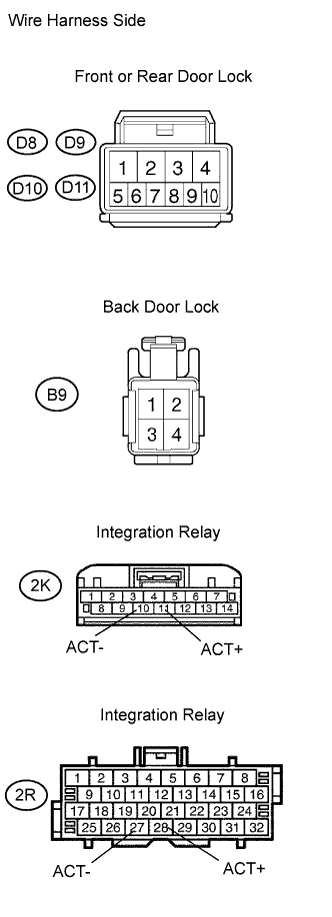 Wire Harness Side
Front or Rear Door Lock
D8 D9
D10 D11
1 2 3 4
5 6 7 8 9 10
Back Door Lock
B9
1 2
3 4
Integration Relay
2K
1 2 3 4 5 6 7
8 9 10 11 12 13 14
ACT- ACT+
Integration Relay
2R
1 2 3 4 5 6 7 8
9 10 11 12 13 14 15 16
17 18 19 20 21 22 23 24
25 26 27 28 29 30 31 32
ACT- ACT+